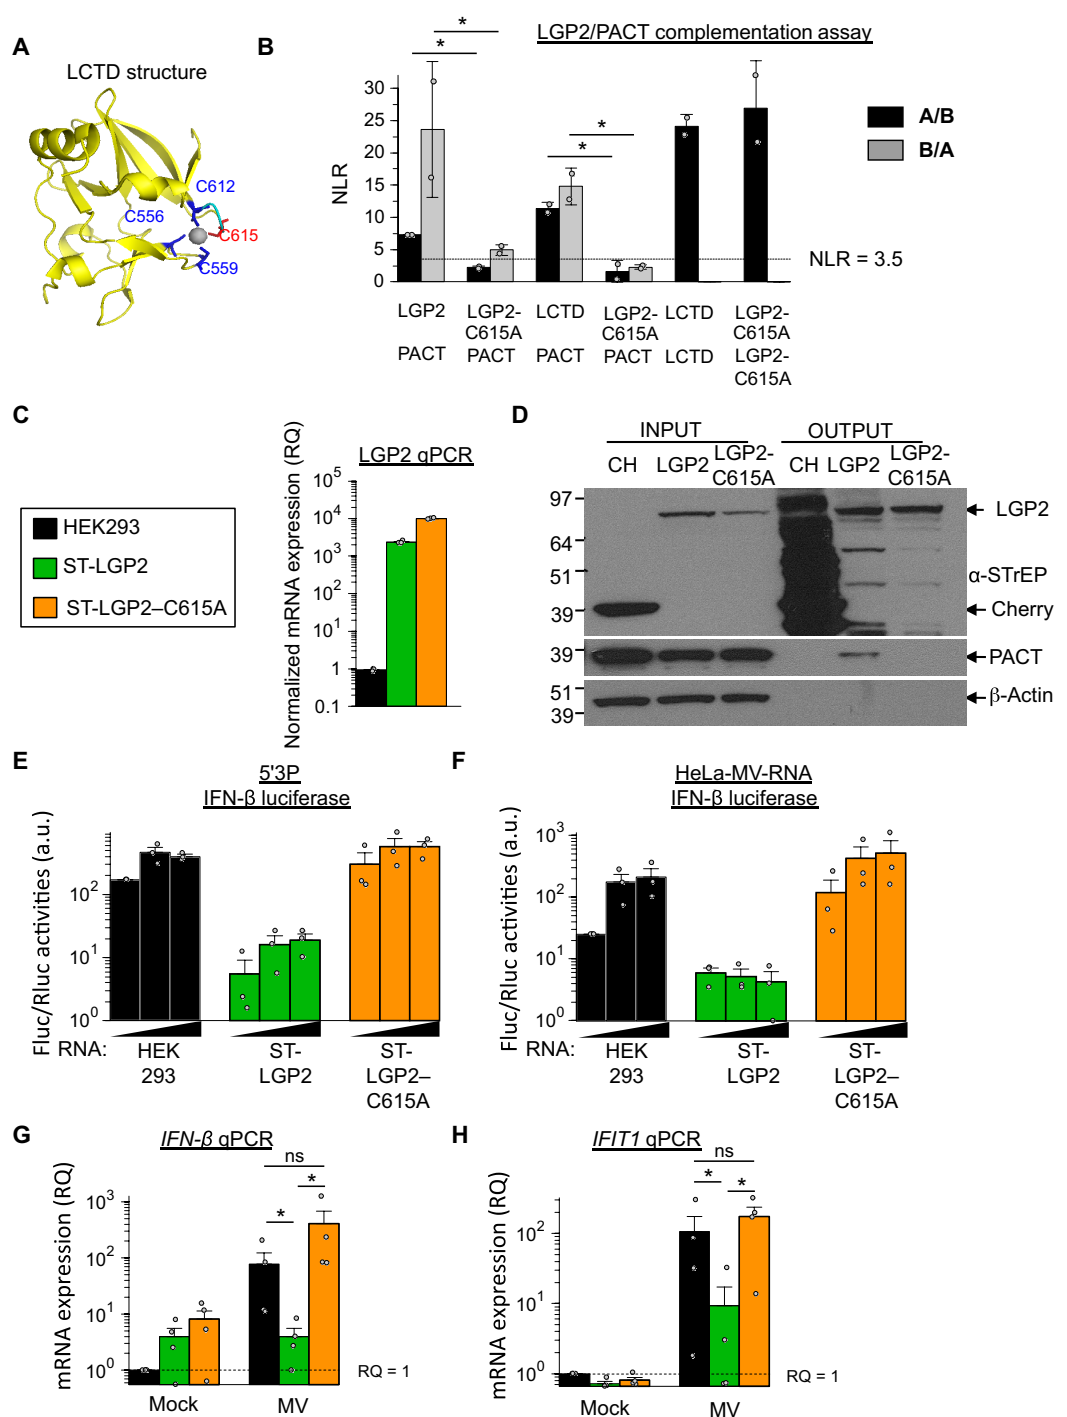 A
LCTD structure
C612
C556
C615
C559
B
LGP2/PACT complementation assay
* *
* *
NLR
30
25
20
15
10
5
0
A/B
B/A
NLR = 3.5
LGP2 LGP2-C615A LCTD LGP2-C615A LCTD LGP2-C615A
PACT PACT PACT PACT LCTD LGP2-C615A
C
HEK293
ST-LGP2
ST-LGP2–C615A
LGP2 qPCR
Normalized mRNA expression (RQ)
10^5
10^4
10^3
10^2
10^1
1
0.1
D
INPUT OUTPUT
CH LGP2 LGP2-C615A CH LGP2 LGP2-C615A
97
64
51
39
LGP2
α-STrEP
Cherry
39
PACT
51
39
β-Actin
E
5'3P
IFN-β luciferase
Fluc/Rluc activities (a.u.)
10^2
10^1
10^0
RNA:
HEK 293
ST-LGP2
ST-LGP2–C615A
F
HeLa-MV-RNA
IFN-β luciferase
Fluc/Rluc activities (a.u.)
10^3
10^2
10^1
10^0
RNA:
HEK 293
ST-LGP2
ST-LGP2–C615A
G
IFN-β qPCR
mRNA expression (RQ)
10^3
10^2
10^1
10^0
ns
*
*
RQ = 1
Mock MV
H
IFIT1 qPCR
mRNA expression (RQ)
10^2
10^1
10^0
ns
* *
RQ = 1
Mock MV